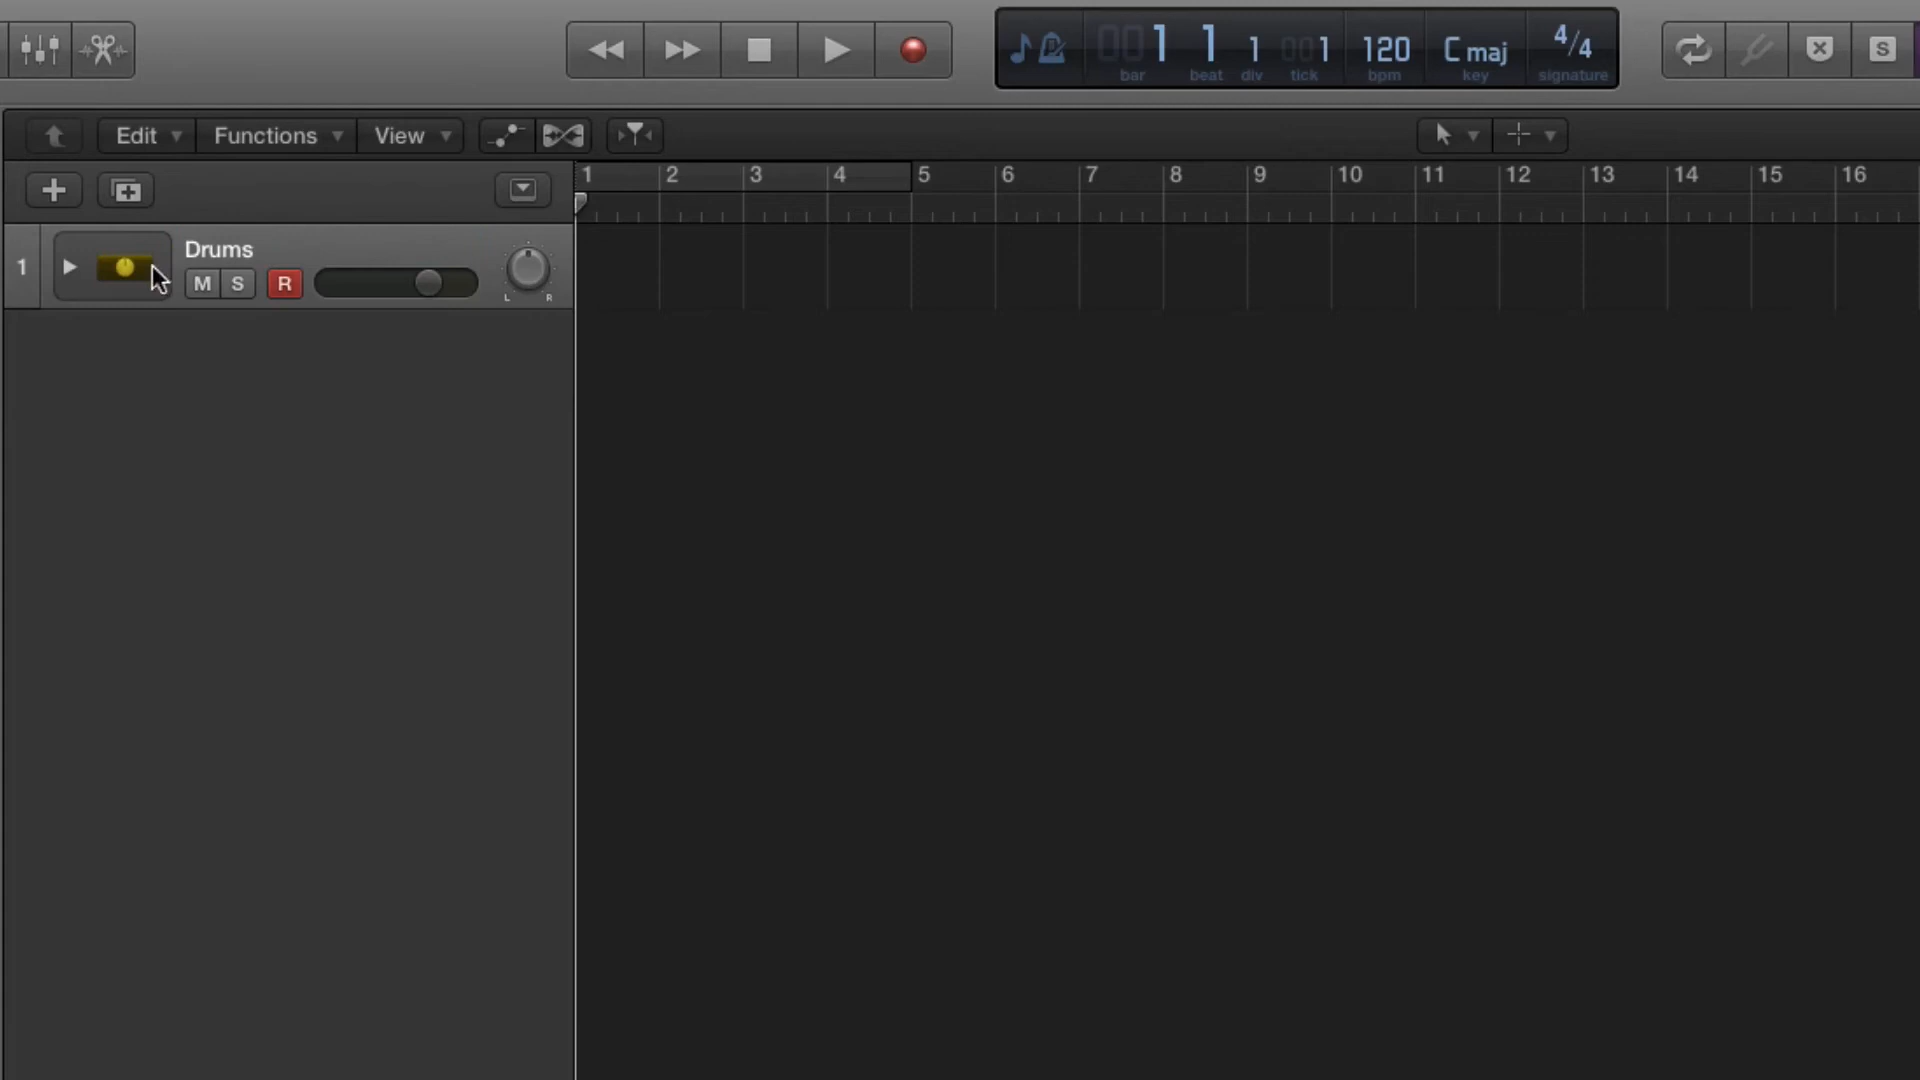 001 1 1 001 120 C maj 4/4
bar beat div tick bpm key signature
S
Edit Functions View
1 2 3 4 5 6 7 8 9 10 11 12 13 14 15 16
1 Drums
M S R
L R